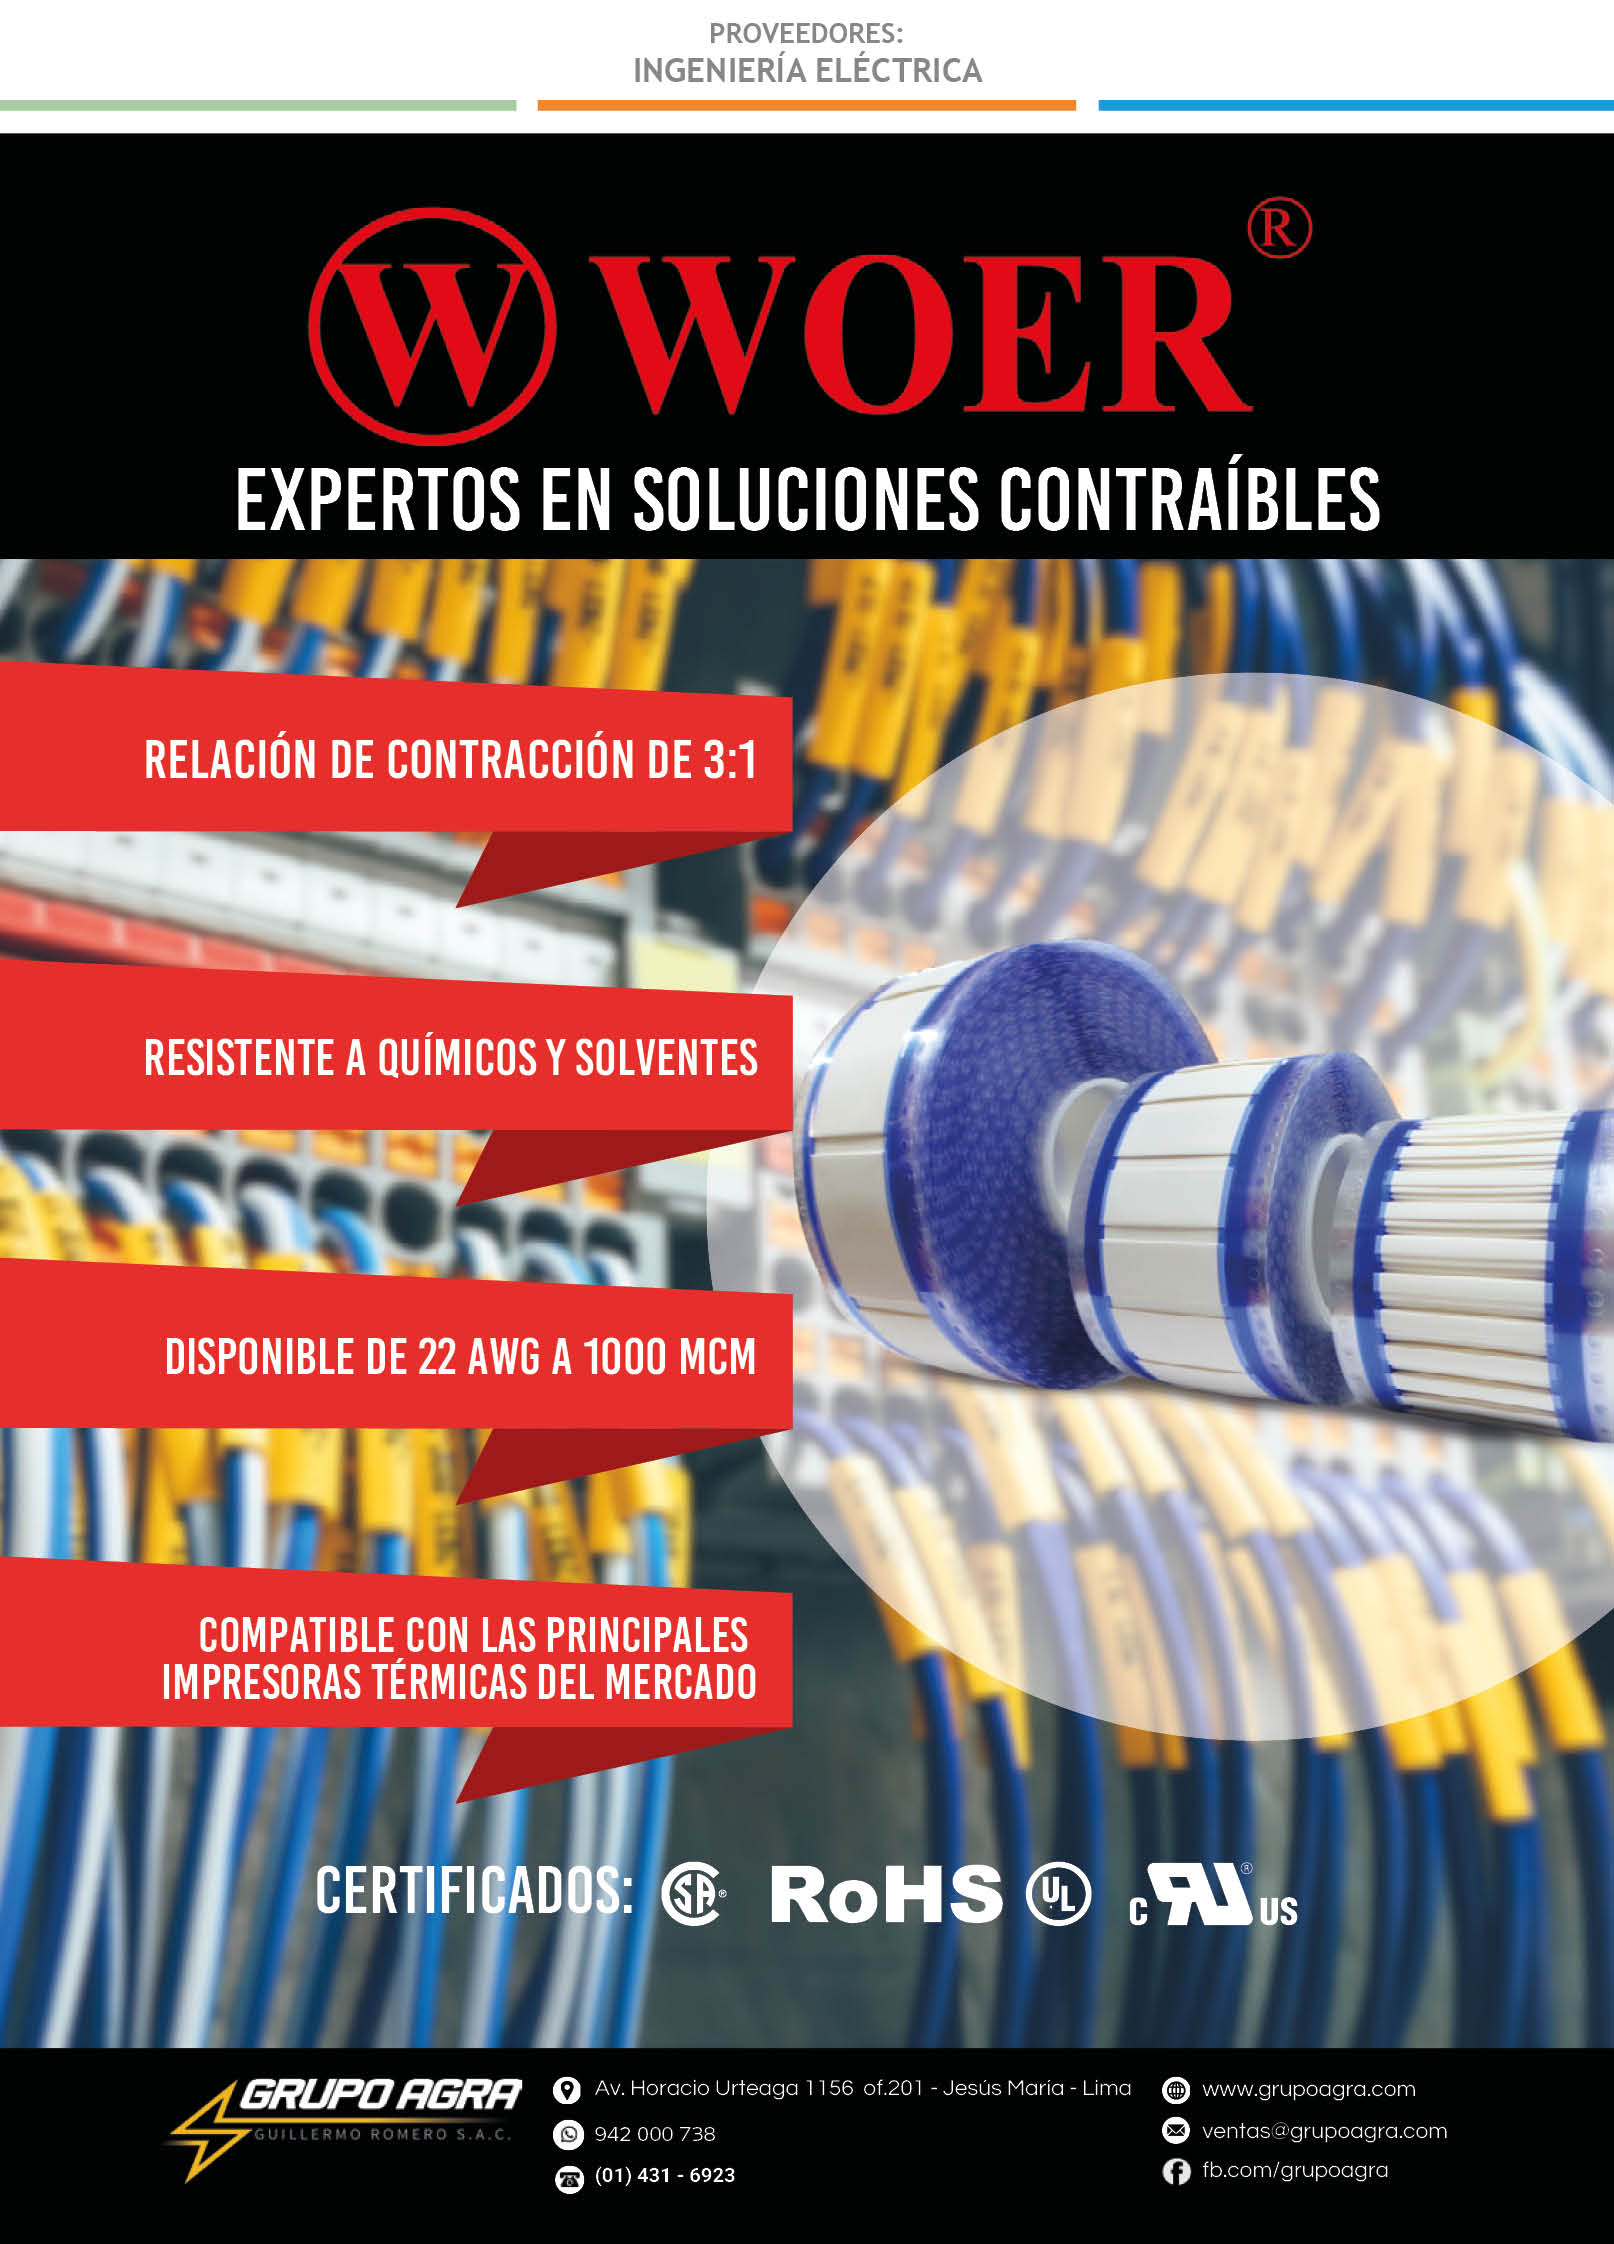 PROVEEDORES:
INGENIERÍA ELÉCTRICA
W WOER®
EXPERTOS EN SOLUCIONES CONTRAÍBLES
RELACIÓN DE CONTRACCIÓN DE 3:1
RESISTENTE A QUÍMICOS Y SOLVENTES
DISPONIBLE DE 22 AWG A 1000 MCM
COMPATIBLE CON LAS PRINCIPALES
IMPRESORAS TÉRMICAS DEL MERCADO
CERTIFICADOS: CSA® RoHS UL c RU® US
GRUPO AGRA
GUILLERMO ROMERO S.A.C.
Av. Horacio Urteaga 1156 of.201 - Jesús María - Lima
942 000 738
(01) 431 - 6923
www.grupoagra.com
ventas@grupoagra.com
fb.com/grupoagra